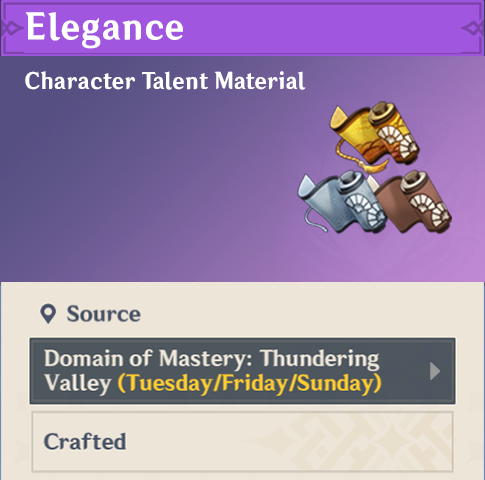 Elegance
Character Talent Material
Source
Domain of Mastery: Thundering
Valley (Tuesday/Friday/Sunday)
Crafted